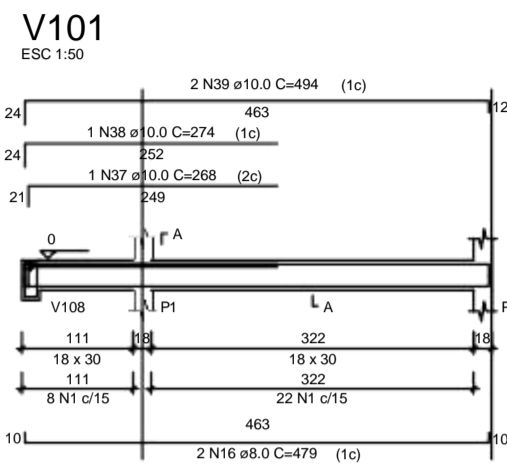 V101
ESC 1:50
2 N39 ø10.0 C=494 (1c)
24 463 12
1 N38 ø10.0 C=274 (1c)
24 252
1 N37 ø10.0 C=268 (2c)
21 249
0 A
V108 P1 A
111 18 322 18
18 x 30 18 x 30
111 322
8 N1 c/15 22 N1 c/15
463
10 10
2 N16 ø8.0 C=479 (1c)